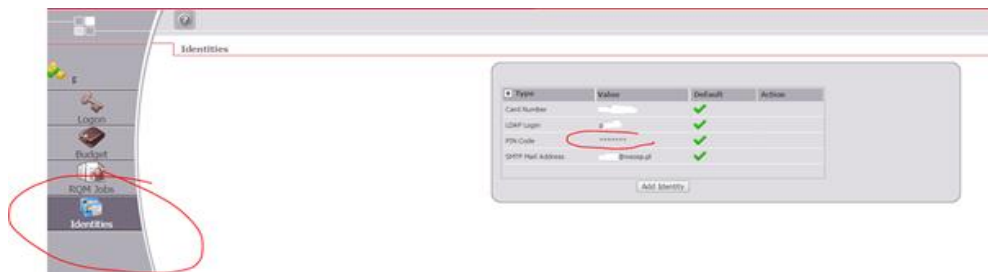 Identities
g
Logon
Budget
RQM Jobs
Identities
Type Value Default Action
Card Number
LDAP Login g
PIN Code *******
SMTP Mail Address
Add Identity